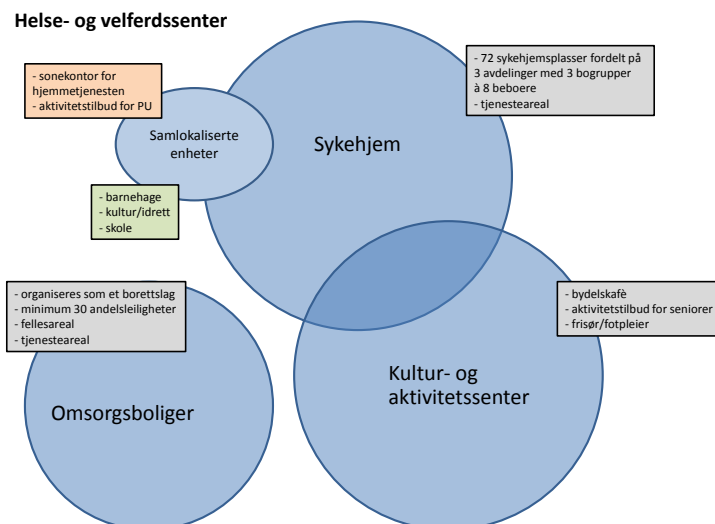 Helse- og velferdssenter
- sonekontor for
hjemmetjenesten
- aktivitetstilbud for PU
- 72 sykehjemsplasser fordelt på
3 avdelinger med 3 bogrupper
à 8 beboere
- tjenesteareal
Samlokaliserte
enheter
Sykehjem
- barnehage
- kultur/idrett
- skole
- organiseres som et borettslag
- minimum 30 andelsleiligheter
- fellesareal
- tjenesteareal
- bydelskafè
- aktivitetstilbud for seniorer
- frisør/fotpleier
Omsorgsboliger
Kultur- og
aktivitetssenter